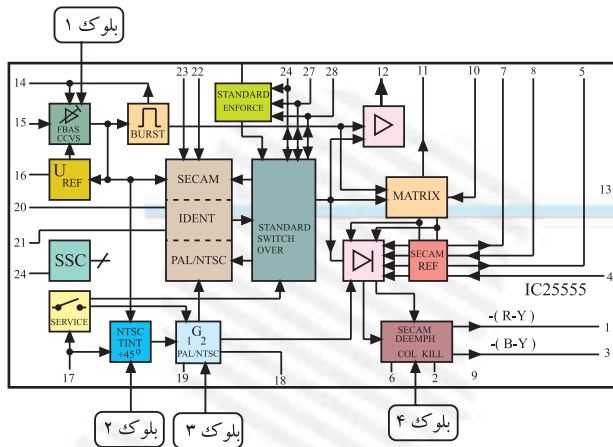 بلوک ۱
14
23 22
24
27
28
12
11
10
7
8
5
STANDARD
ENFORCE
15
FBAS
CCVS
BURST
16
U
REF
SECAM
MATRIX
13
20
IDENT
STANDARD
SWITCH
OVER
21
SECAM
REF
24
SSC
PAL/NTSC
4
IC25555
SERVICE
NTSC
TINT
+45º
G
1 2
PAL/NTSC
SECAM
DEEMPH
COL KILL
-( R-Y )
1
-( B-Y )
3
17
19
18
6
2
9
بلوک ۲
بلوک ۳
بلوک ۴